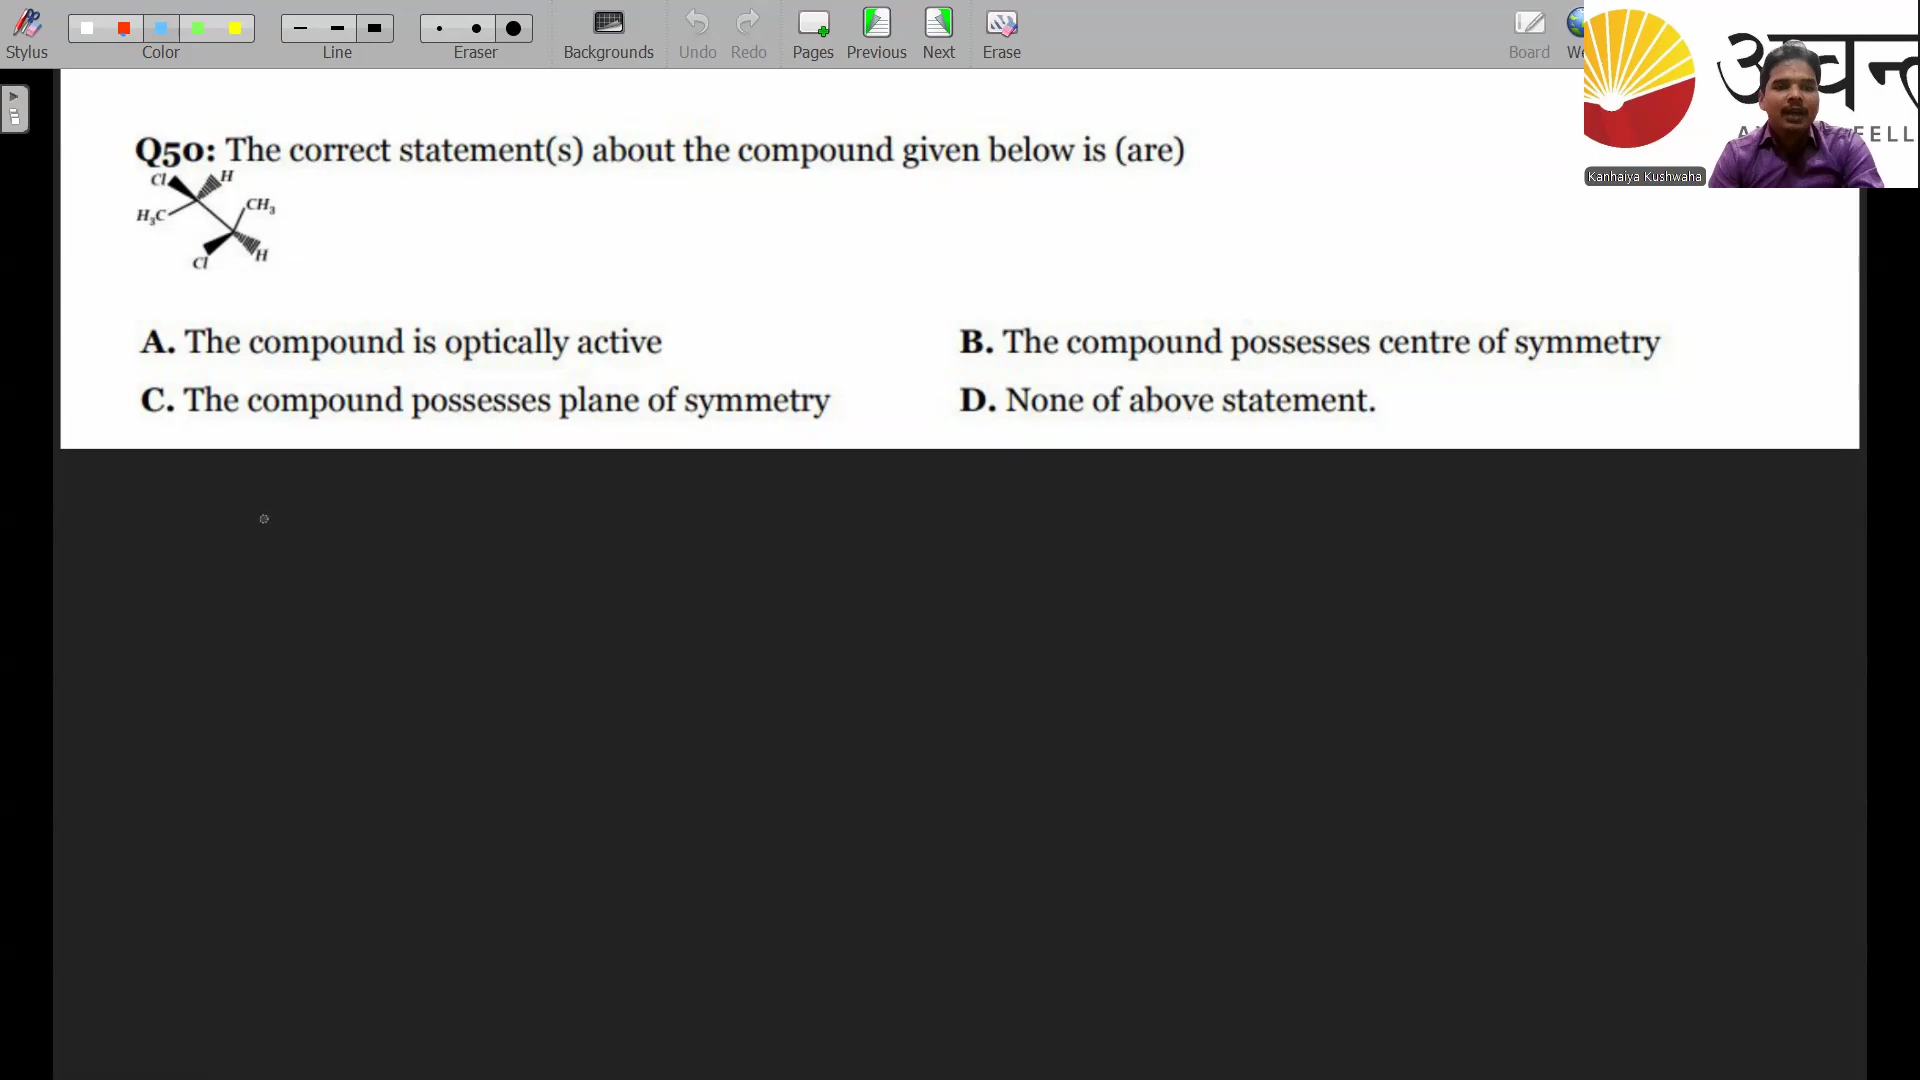 Stylus
Color
Line
Eraser
Backgrounds
Undo
Redo
Pages
Previous
Next
Erase
Board
Kanhaiya Kushwaha
Q50: The correct statement(s) about the compound given below is (are)
Cl
H
H₃C
CH₃
Cl
H
A. The compound is optically active
B. The compound possesses centre of symmetry
C. The compound possesses plane of symmetry
D. None of above statement.